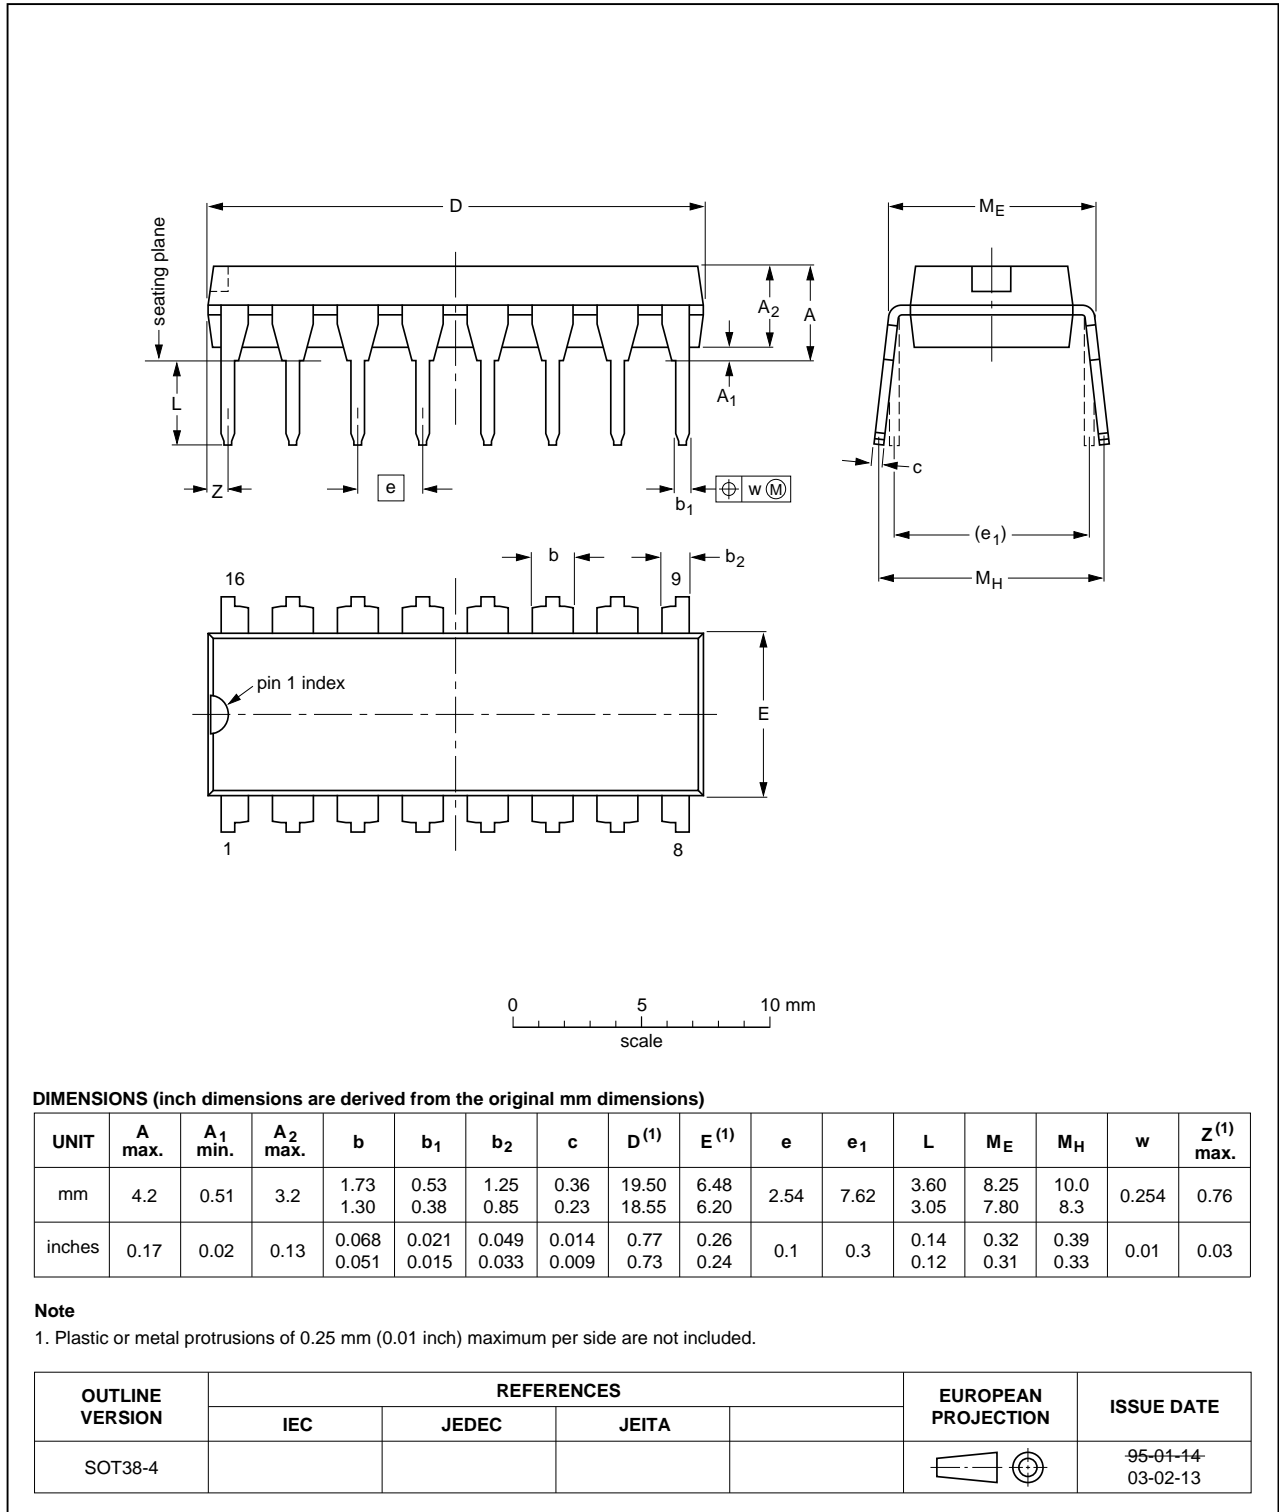 D
M_E
seating plane
A_2
A
L
A_1
Z
e
b_1
w M
c
(e_1)
M_H
b
b_2
16
9
pin 1 index
E
1
8
0 5 10 mm
scale
DIMENSIONS (inch dimensions are derived from the original mm dimensions)
UNIT A max. A1 min. A2 max. b b1 b2 c D(1) E(1) e e1 L ME MH w Z(1) max.
mm 4.2 0.51 3.2 1.73 1.30 0.53 0.38 1.25 0.85 0.36 0.23 19.50 18.55 6.48 6.20 2.54 7.62 3.60 3.05 8.25 7.80 10.0 8.3 0.254 0.76
inches 0.17 0.02 0.13 0.068 0.051 0.021 0.015 0.049 0.033 0.014 0.009 0.77 0.73 0.26 0.24 0.1 0.3 0.14 0.12 0.32 0.31 0.39 0.33 0.01 0.03
Note
1. Plastic or metal protrusions of 0.25 mm (0.01 inch) maximum per side are not included.
OUTLINE VERSION REFERENCES EUROPEAN PROJECTION ISSUE DATE
IEC JEDEC JEITA
SOT38-4 95-01-14
03-02-13